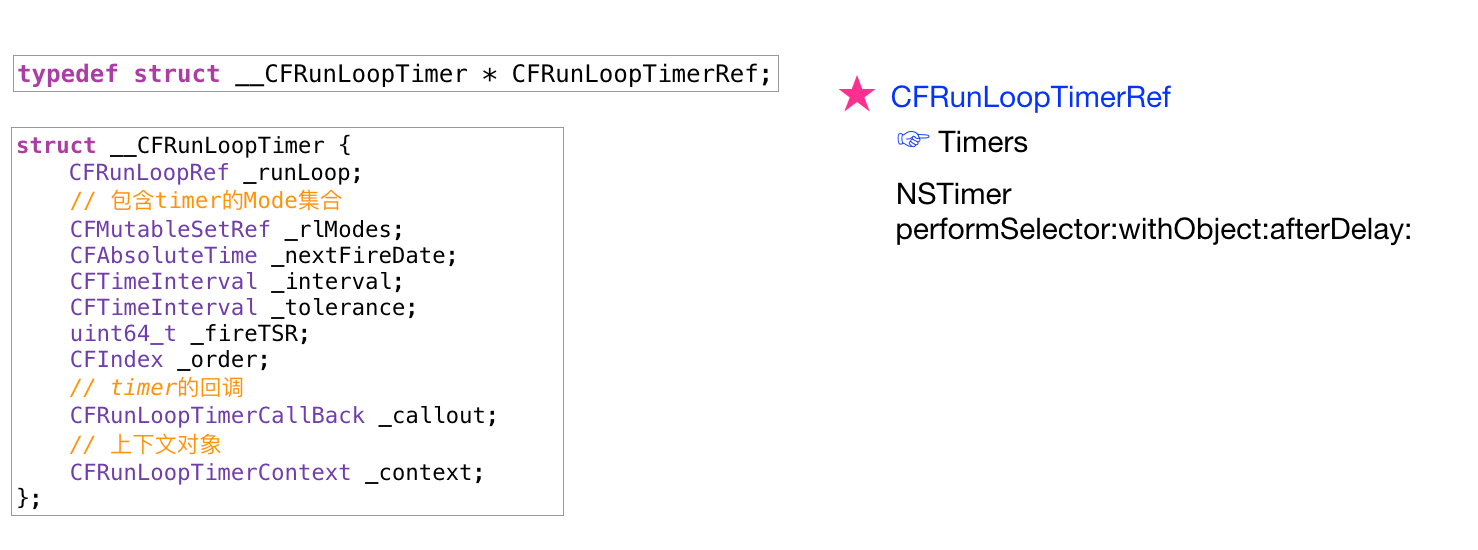 typedef struct __CFRunLoopTimer * CFRunLoopTimerRef;
struct __CFRunLoopTimer {
    CFRunLoopRef _runLoop;
    // 包含timer的Mode集合
    CFMutableSetRef _rlModes;
    CFAbsoluteTime _nextFireDate;
    CFTimeInterval _interval;
    CFTimeInterval _tolerance;
    uint64_t _fireTSR;
    CFIndex _order;
    // timer的回调
    CFRunLoopTimerCallBack _callout;
    // 上下文对象
    CFRunLoopTimerContext _context;
};
★ CFRunLoopTimerRef
☞ Timers
NSTimer
performSelector:withObject:afterDelay: